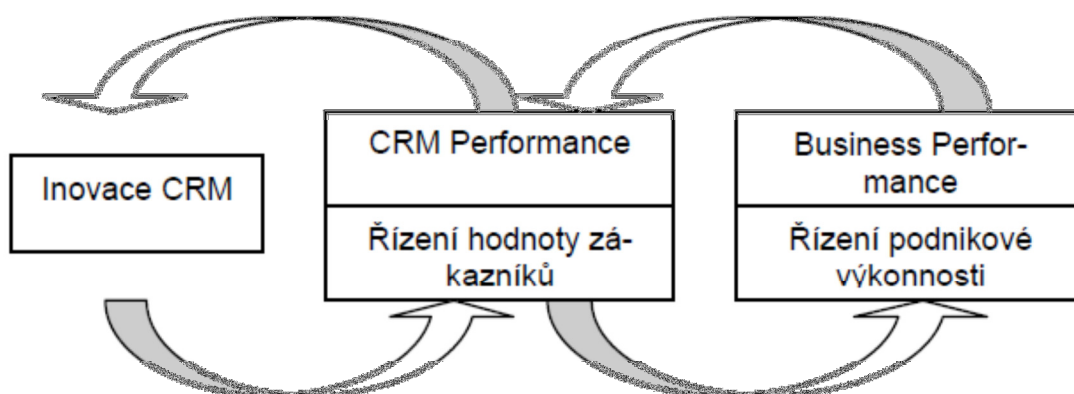 Inovace CRM
CRM Performance
Řízení hodnoty zá-
kazníků
Business Perfor-
mance
Řízení podnikové
výkonnosti